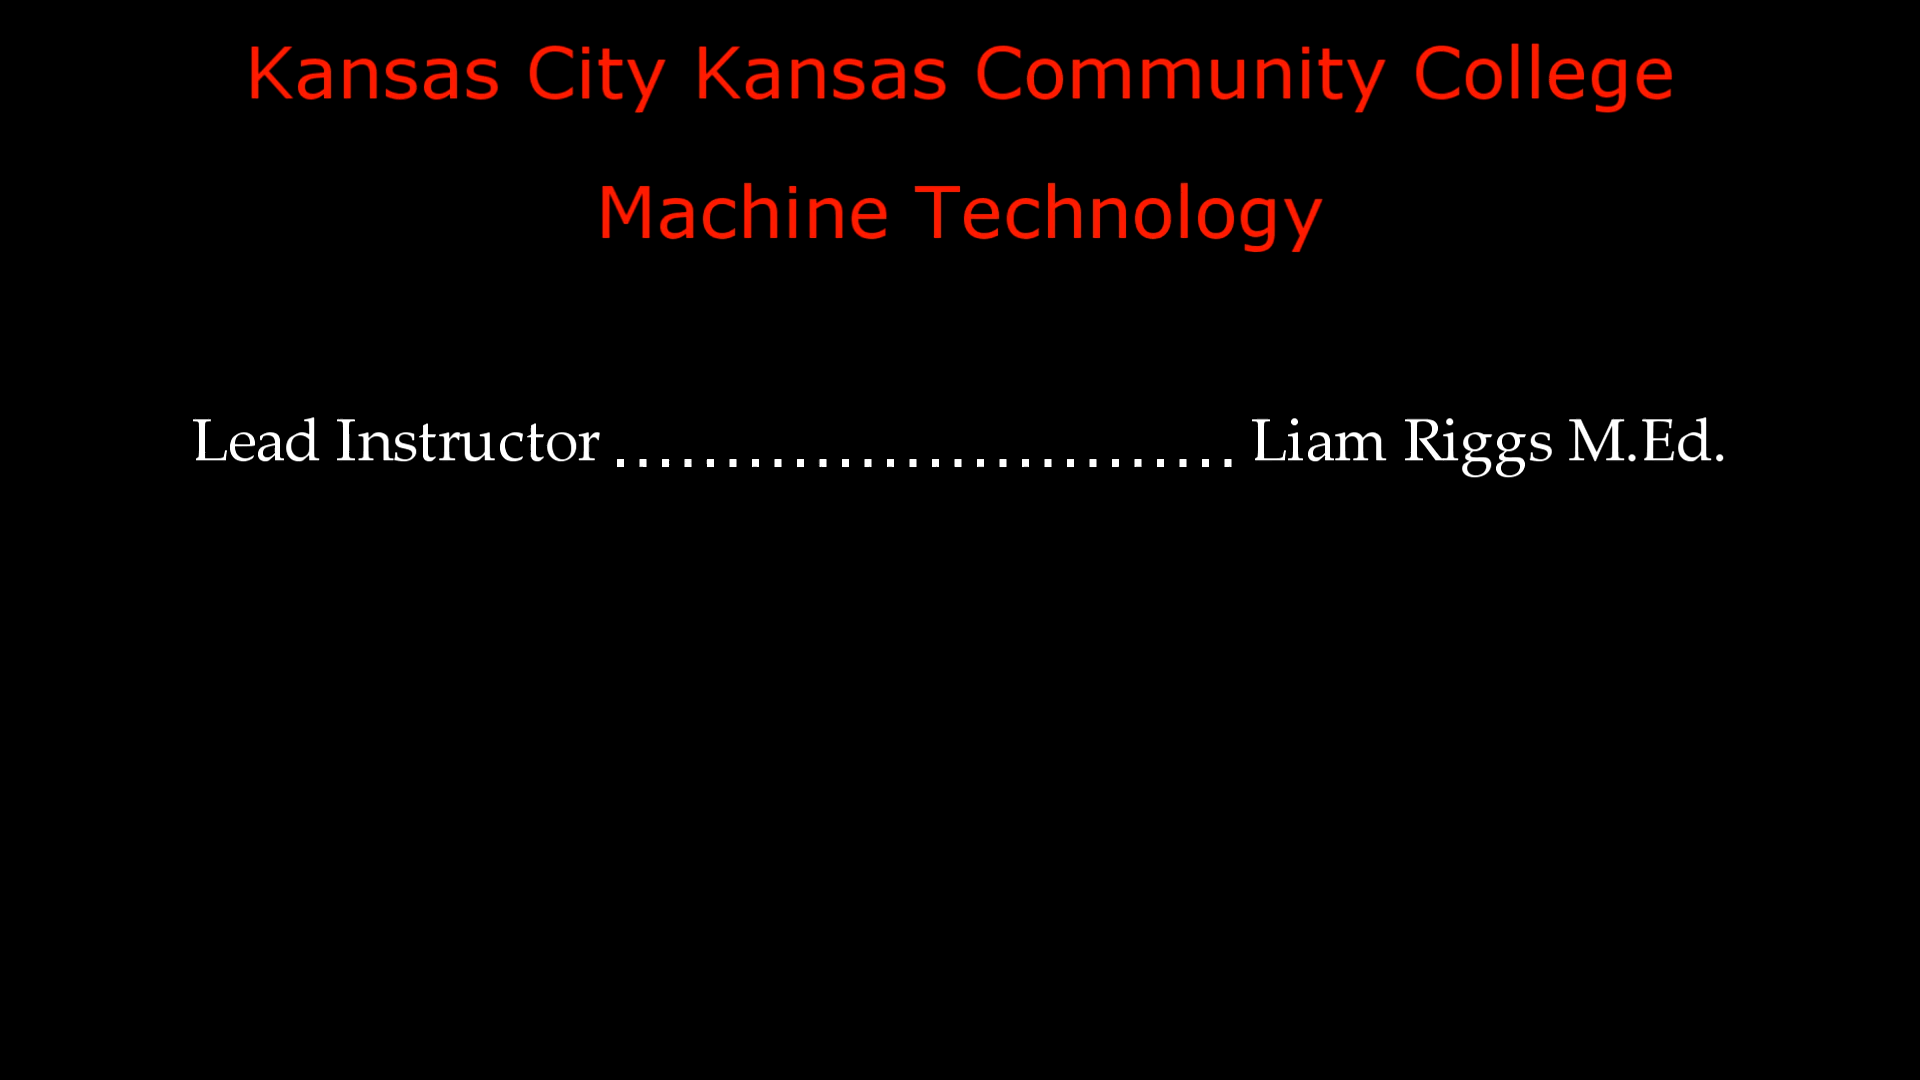 Kansas City Kansas Community College
Machine Technology
Lead Instructor ............................ Liam Riggs M.Ed.